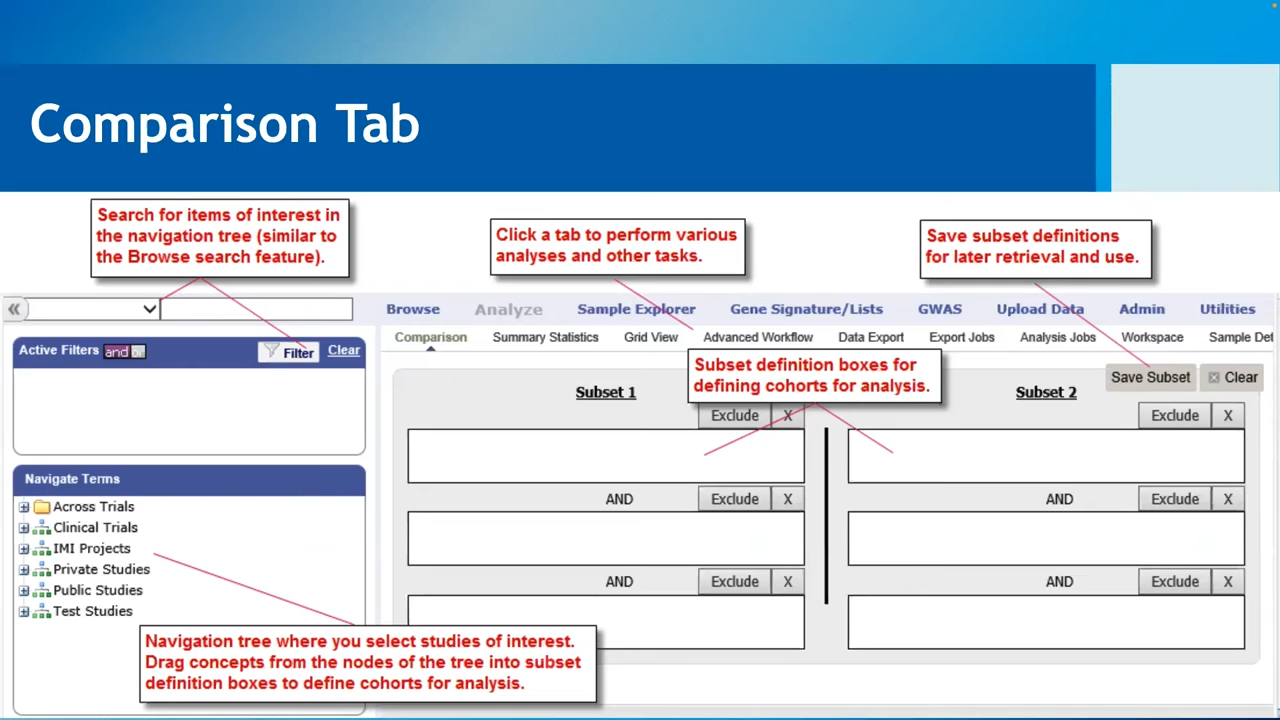 Comparison Tab
Search for items of interest in
the navigation tree (similar to
the Browse search feature).
Click a tab to perform various
analyses and other tasks.
Save subset definitions
for later retrieval and use.
Browse Analyze Sample Explorer Gene Signature/Lists GWAS Upload Data Admin Utilities
Active Filters and or Filter Clear
Comparison Summary Statistics Grid View Advanced Workflow Data Export Export Jobs Analysis Jobs Workspace Sample Det
Subset definition boxes for
defining cohorts for analysis.
Save Subset Clear
Subset 1
Subset 2
Exclude X
Exclude X
AND Exclude X
AND Exclude X
AND Exclude X
AND Exclude X
Navigate Terms
Across Trials
Clinical Trials
IMI Projects
Private Studies
Public Studies
Test Studies
Navigation tree where you select studies of interest.
Drag concepts from the nodes of the tree into subset
definition boxes to define cohorts for analysis.